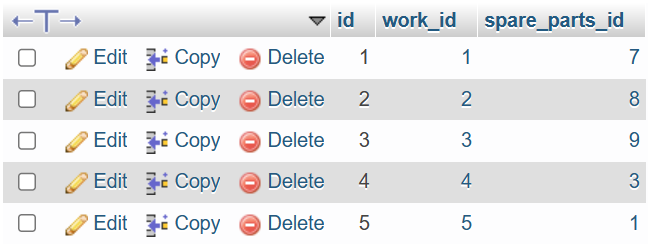 id work_id spare_parts_id
Edit Copy Delete 1 1 7
Edit Copy Delete 2 2 8
Edit Copy Delete 3 3 9
Edit Copy Delete 4 4 3
Edit Copy Delete 5 5 1